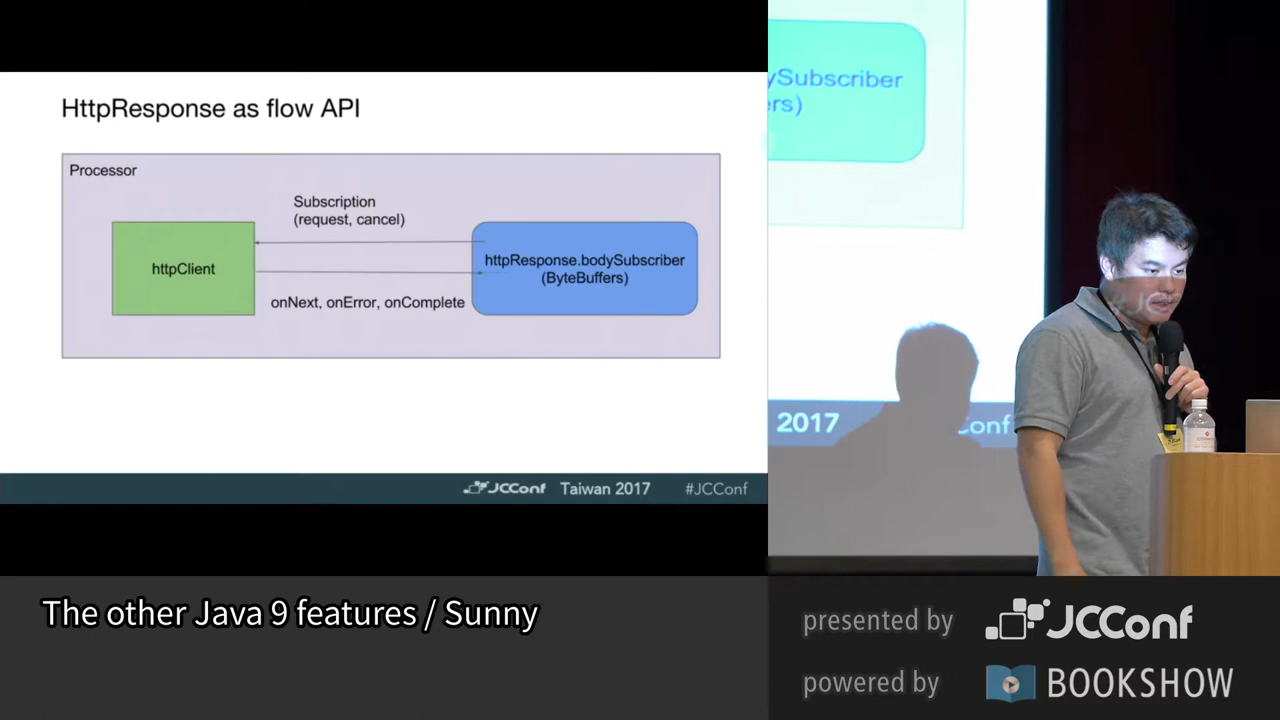 HttpResponse as flow API
Processor
Subscription
(request, cancel)
httpClient
httpResponse.bodySubscriber
(ByteBuffers)
onNext, onError, onComplete
JCConf Taiwan 2017 #JCConf
ySubscriber
ers)
2017
Conf
The other Java 9 features / Sunny
presented by JCConf
powered by BOOKSHOW